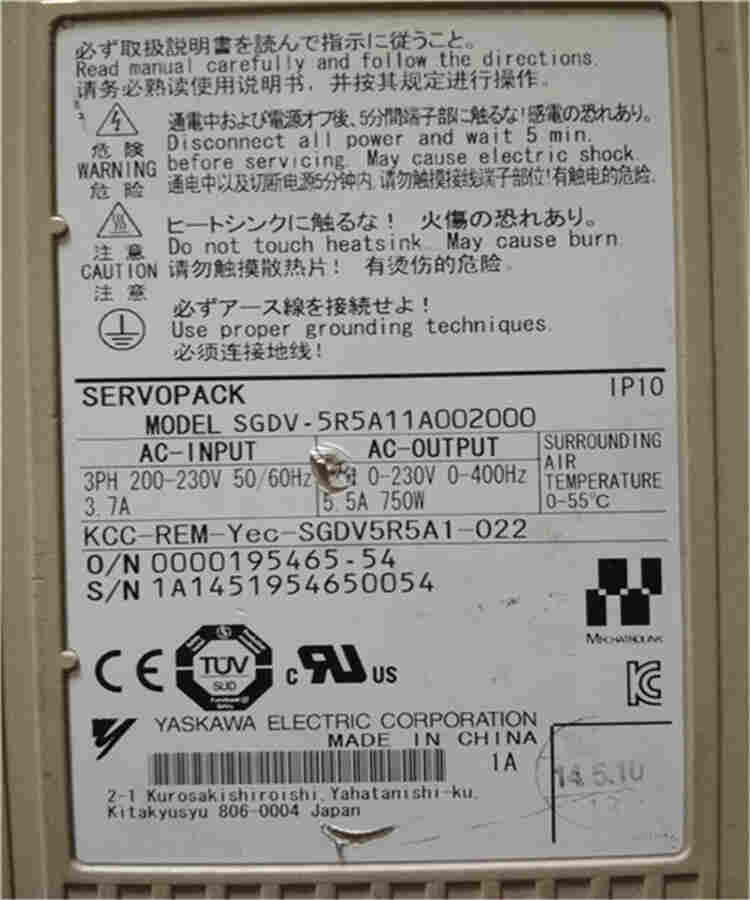 必ず取扱説明書を読んで指示に従うこと。
Read manual carefully and follow the directions.
请务必熟读使用说明书，并按其规定进行操作。
危険
WARNING
危险
通電中および電源オフ後、5分間端子部に触るな!感電の恐れあり。
Disconnect all power and wait 5 min.
before servicing. May cause electric shock.
通电中以及切断电源5分钟内,请勿触摸接线端子部位!有触电的危险.
注意
CAUTION
注意
ヒートシンクに触るな! 火傷の恐れあり。
Do not touch heatsink. May cause burn.
请勿触摸散热片! 有烫伤的危险。
必ずアース線を接続せよ!
Use proper grounding techniques.
必须连接地线!
SERVOPACK IP10
MODEL SGDV-5R5A11A002000
AC-INPUT
3PH 200-230V 50/60Hz
3.7A
AC-OUTPUT
0-230V 0-400Hz
5.5A 750W
SURROUNDING
AIR
TEMPERATURE
0-55℃
KCC-REM-Yec-SGDV5R5A1-022
O/N 0000195465-54
S/N 1A1451954650054
MECHATROLINK
CE
TÜV
SÜD
c RU US
KC
YASKAWA ELECTRIC CORPORATION
MADE IN CHINA
1A
14.5.10
2-1 Kurosakishiroishi, Yahatanishi-ku,
Kitakyusyu 806-0004 Japan